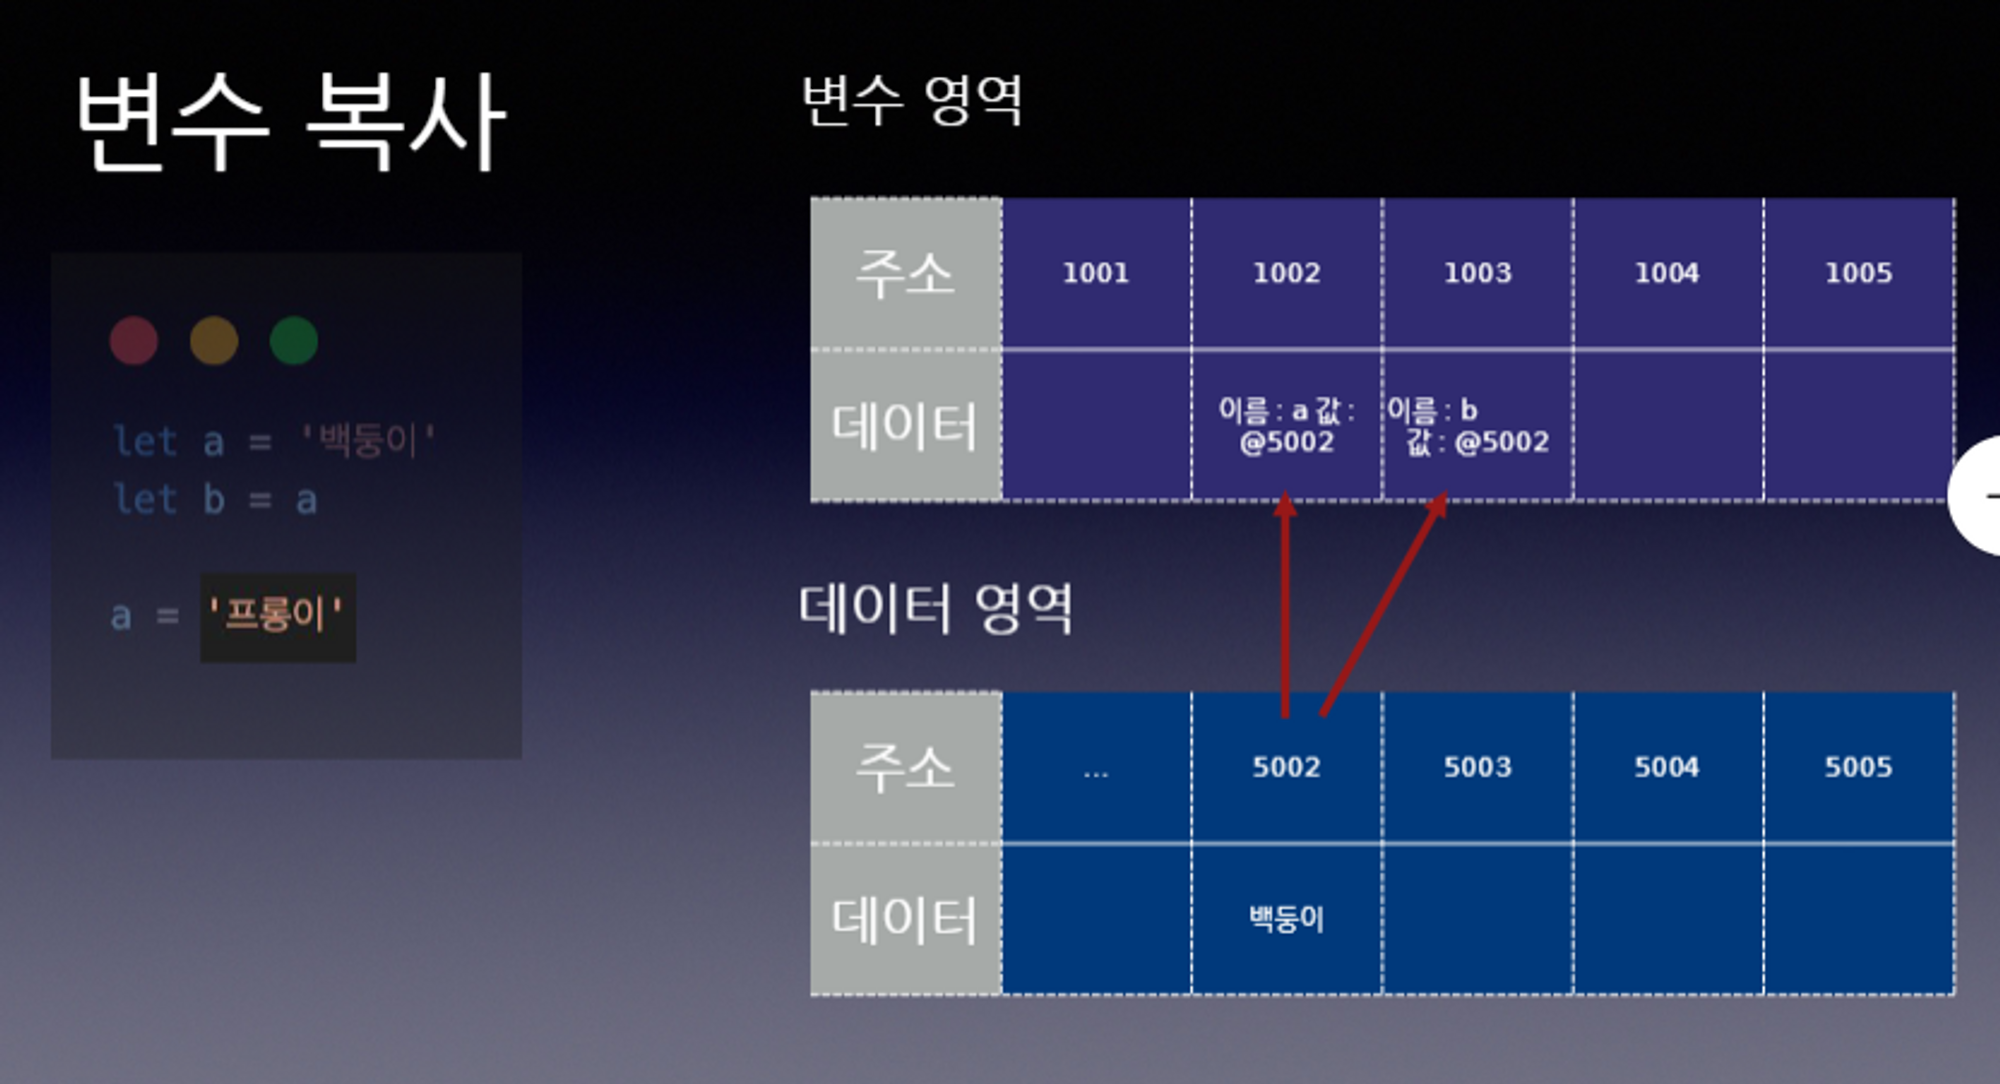 변수 복사
let a = '백둥이'
let b = a
a = '프롱이'
변수 영역
주소 1001 1002 1003 1004 1005
데이터 이름 : a 값 : @5002 이름 : b 값 : @5002
데이터 영역
주소 ... 5002 5003 5004 5005
데이터 백둥이